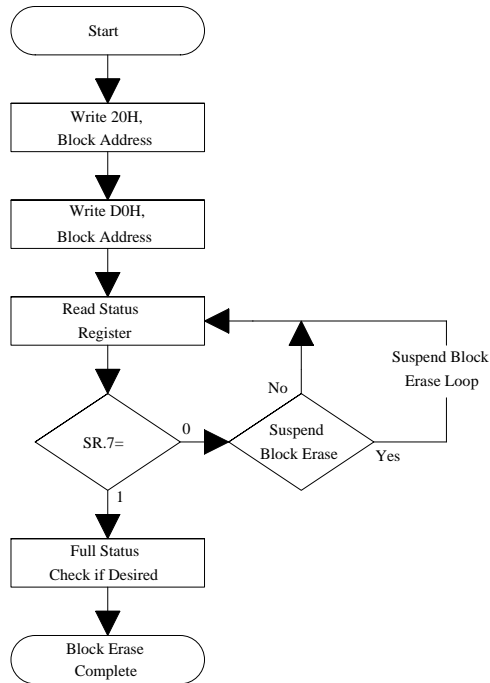 Start
Write 20H,
Block Address
Write D0H,
Block Address
Read Status
Register
Suspend Block
Erase Loop
No
SR.7=
0
Suspend
Block Erase
Yes
1
Full Status
Check if Desired
Block Erase
Complete